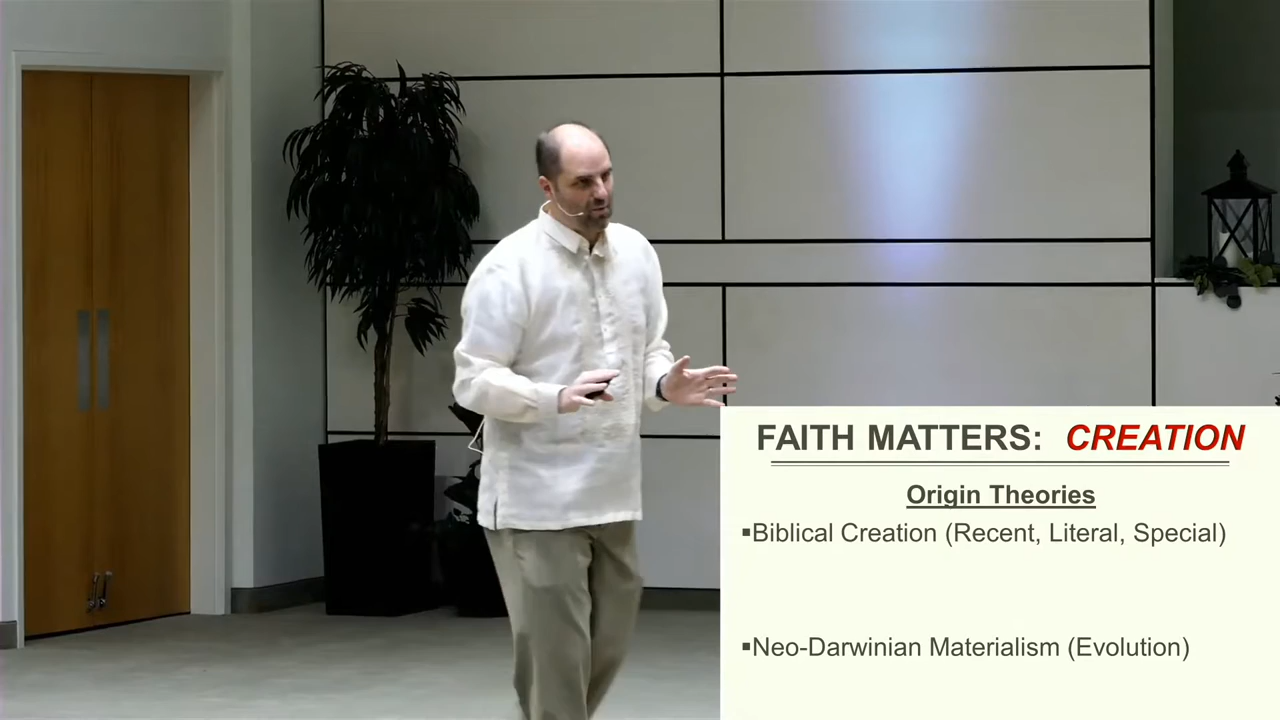 FAITH MATTERS: CREATION
Origin Theories
▪Biblical Creation (Recent, Literal, Special)
▪Neo-Darwinian Materialism (Evolution)